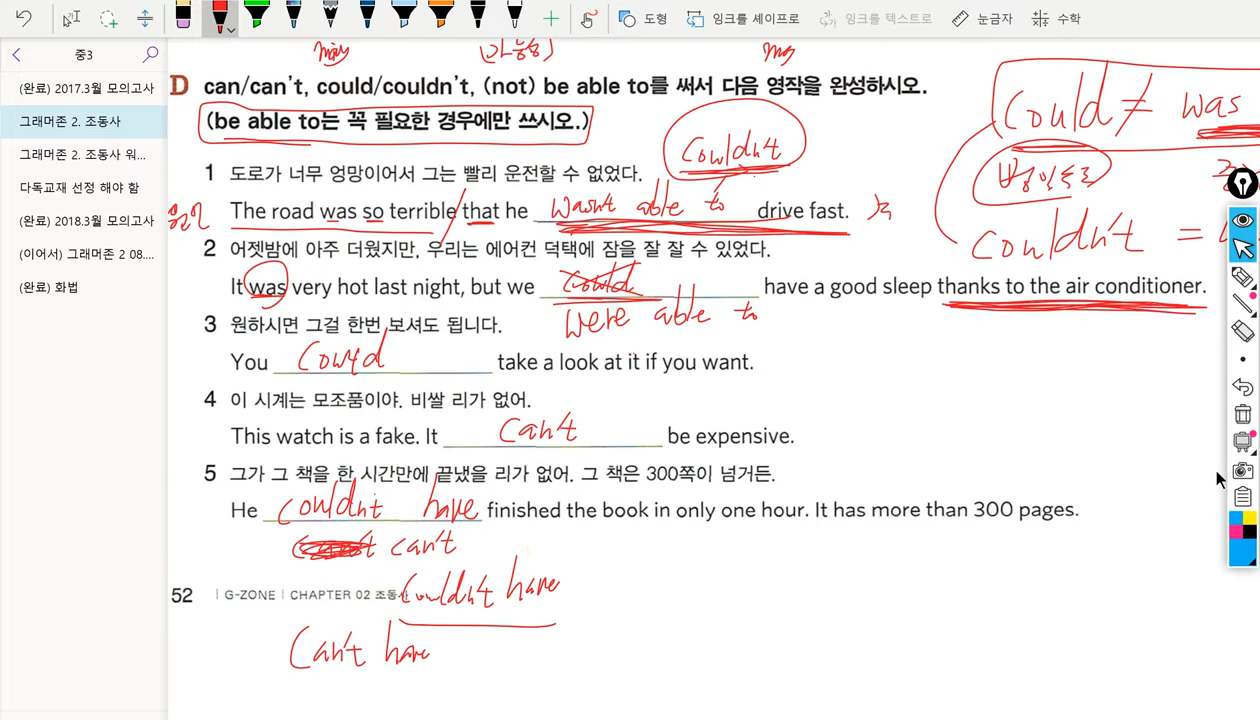 도형
잉크를 셰이프로
잉크를 텍스트로
눈금자
수학
중3
(완료) 2017.3월 모의고사
그래머존 2. 조동사
그래머존 2. 조동사 워...
다독교재 선정 해야 함
(완료) 2018.3월 모의고사
(이어서) 그래머존 2 08....
(완료) 화법
may (가능성) may
D can/can't, could/couldn't, (not) be able to를 써서 다음 영작을 완성하시오.
(be able to는 꼭 필요한 경우에만 쓰시오.)
could ≠ was
couldn't
couldn't =
1 도로가 너무 엉망이어서 그는 빨리 운전할 수 없었다.
The road was so terrible that he wasn't able to drive fast.
2 어젯밤에 아주 더웠지만, 우리는 에어컨 덕택에 잠을 잘 잘 수 있었다.
It was very hot last night, but we could have a good sleep thanks to the air conditioner.
were able to
3 원하시면 그걸 한번 보셔도 됩니다.
You could take a look at it if you want.
4 이 시계는 모조품이야. 비쌀 리가 없어.
This watch is a fake. It can't be expensive.
5 그가 그 책을 한 시간만에 끝냈을 리가 없어. 그 책은 300쪽이 넘거든.
He couldn't have finished the book in only one hour. It has more than 300 pages.
can't
couldn't have
52 G-ZONE CHAPTER 02 조동사
can't have